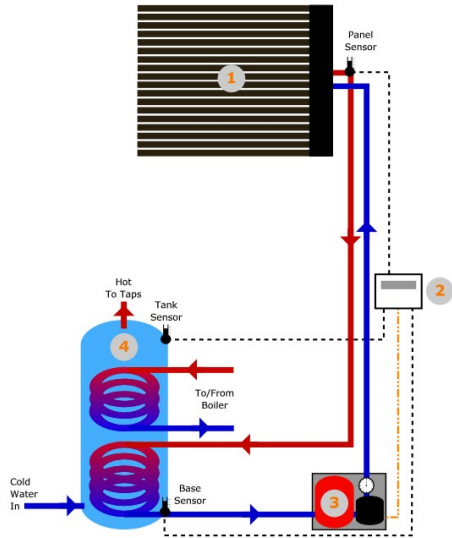 Panel
Sensor
1
2
Hot
To Taps
Tank
Sensor
4
To/From
Boiler
Cold
Water
In
Base
Sensor
3